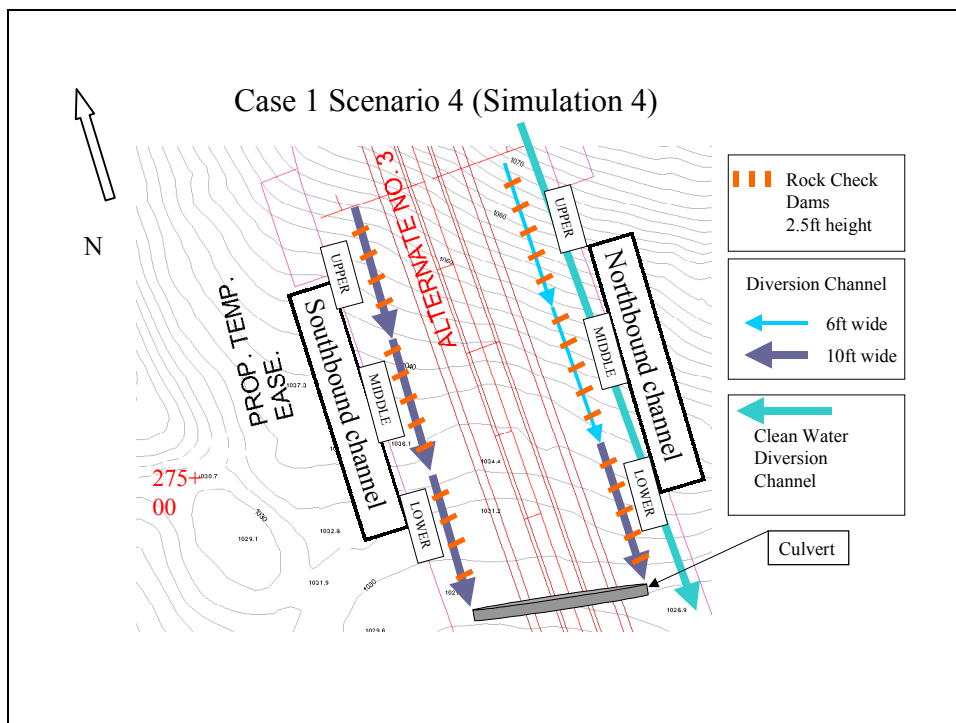 Case 1 Scenario 4 (Simulation 4)
N
ALTERNATE NO. 3
PROP. TEMP.
EASE.
275+
00
Southbound channel
UPPER
MIDDLE
LOWER
Northbound channel
UPPER
MIDDLE
LOWER
1070
1060
1040
1037.3
1036.1
1034.4
1031.2
1030.7
1030
1029.1
1032.8
1031.9
1030
1029.6
1026.9
Rock Check
Dams
2.5ft height
Diversion Channel
6ft wide
10ft wide
Clean Water
Diversion
Channel
Culvert